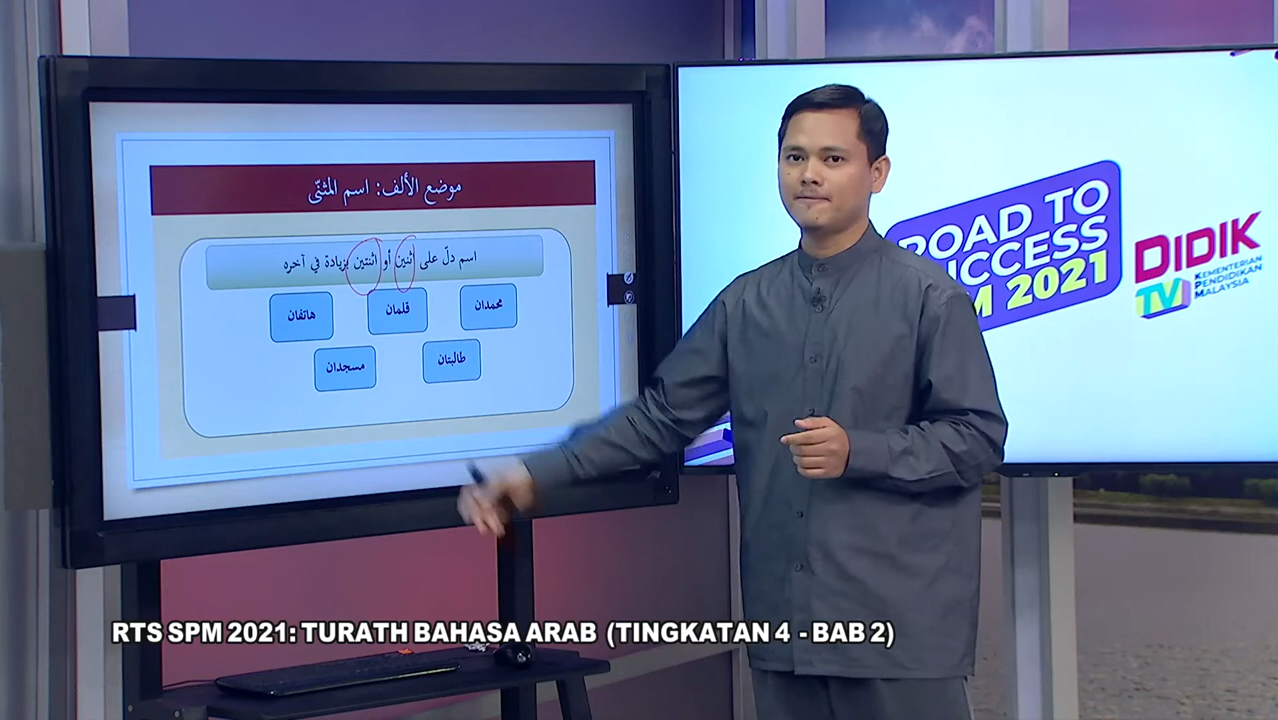 موضع الألف: اسم المثنّى
اسم دلّ على اثنين أو اثنتين بزيادة في آخره
محمدان
قلمان
هاتفان
طالبتان
مسجدان
ROAD TO
SUCCESS
SPM 2021
DIDIK
TV
KEMENTERIAN
PENDIDIKAN
MALAYSIA
RTS SPM 2021: TURATH BAHASA ARAB (TINGKATAN 4 - BAB 2)